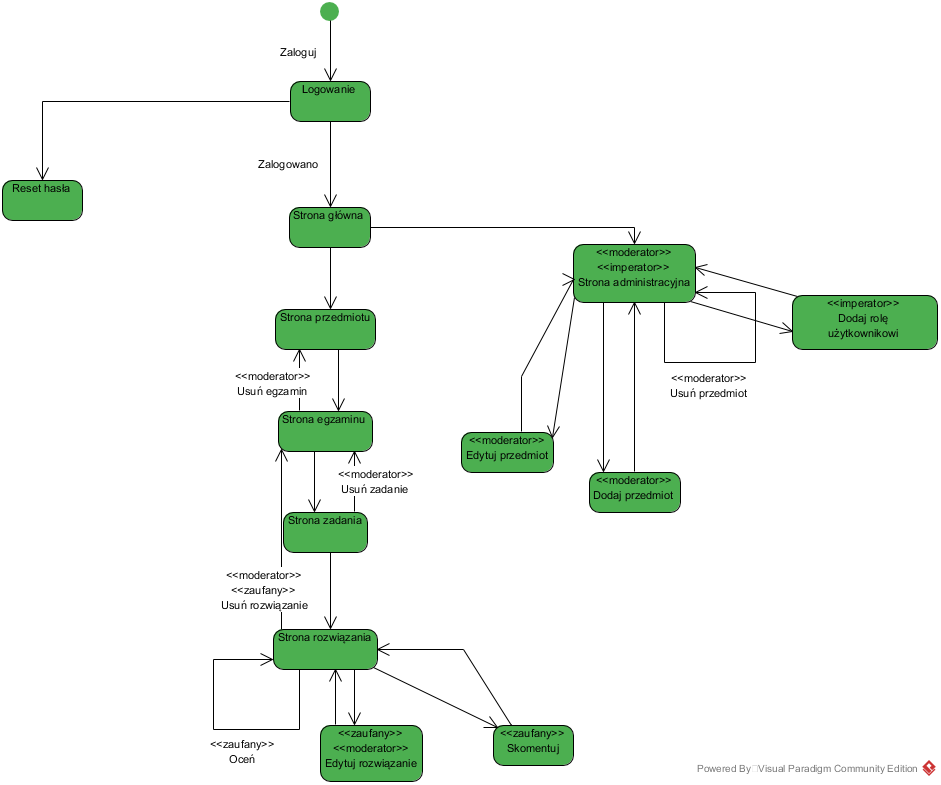 Zaloguj
Logowanie
Zalogowano
Reset hasła
Strona główna
<<moderator>>
<<imperator>>
Strona administracyjna
<<imperator>>
Dodaj rolę
użytkownikowi
Strona przedmiotu
<<moderator>>
Usuń egzamin
<<moderator>>
Usuń przedmiot
Strona egzaminu
<<moderator>>
Edytuj przedmiot
<<moderator>>
Usuń zadanie
<<moderator>>
Dodaj przedmiot
Strona zadania
<<moderator>>
<<zaufany>>
Usuń rozwiązanie
Strona rozwiązania
<<zaufany>>
Oceń
<<zaufany>>
<<moderator>>
Edytuj rozwiązanie
<<zaufany>>
Skomentuj
Powered By Visual Paradigm Community Edition